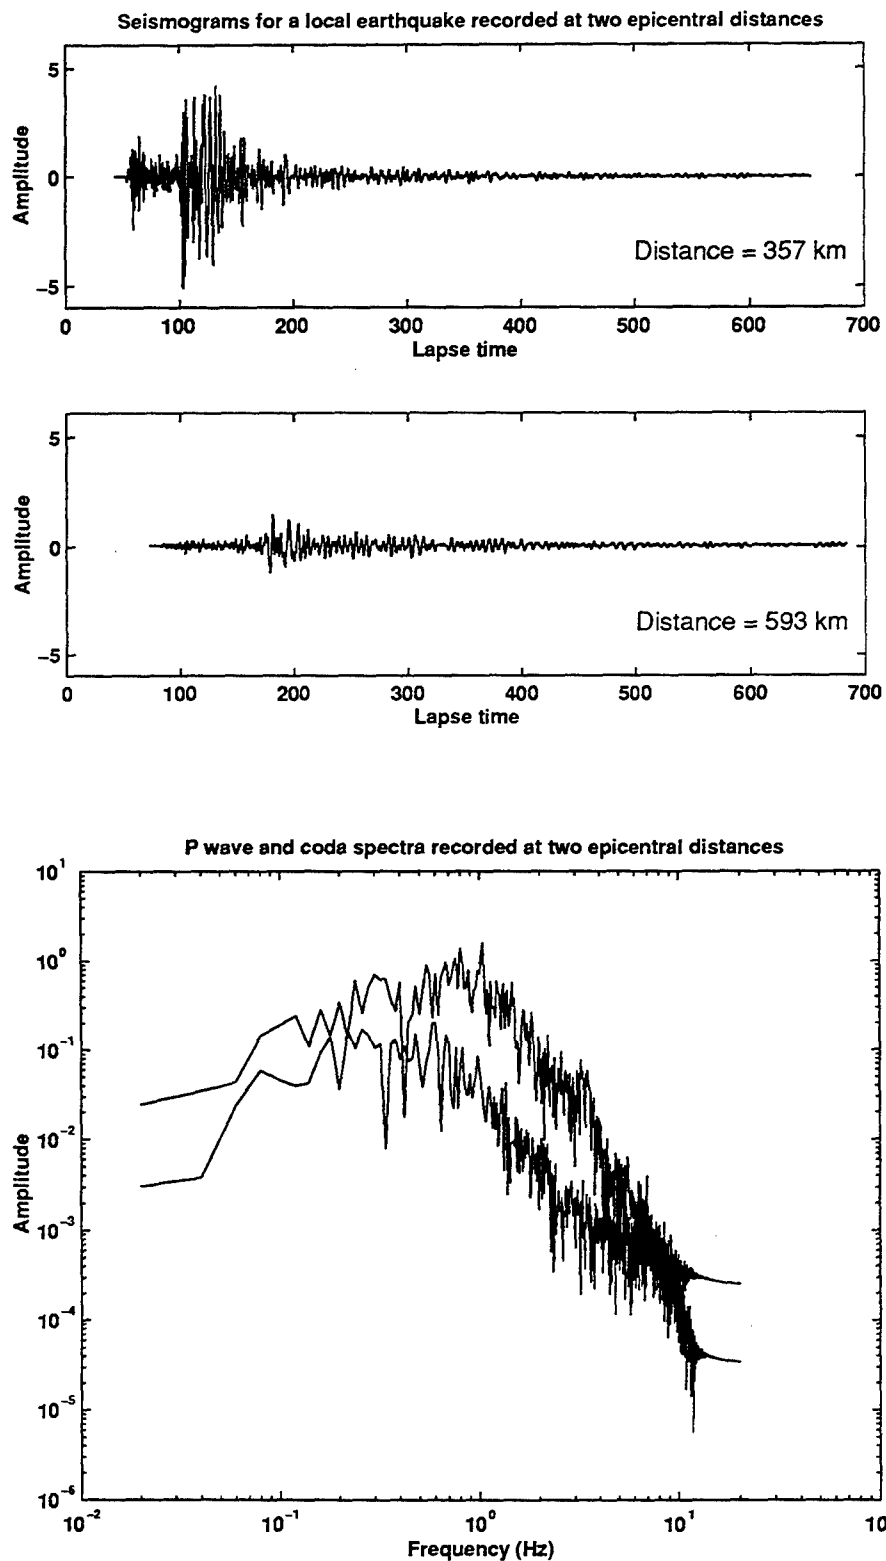 Seismograms for a local earthquake recorded at two epicentral distances
5
0
−5
Amplitude
Distance = 357 km
0 100 200 300 400 500 600 700
Lapse time
5
0
−5
Amplitude
Distance = 593 km
0 100 200 300 400 500 600 700
Lapse time
P wave and coda spectra recorded at two epicentral distances
10¹
10⁰
10⁻¹
10⁻²
10⁻³
10⁻⁴
10⁻⁵
10⁻⁶
Amplitude
10⁻² 10⁻¹ 10⁰ 10¹ 10
Frequency (Hz)